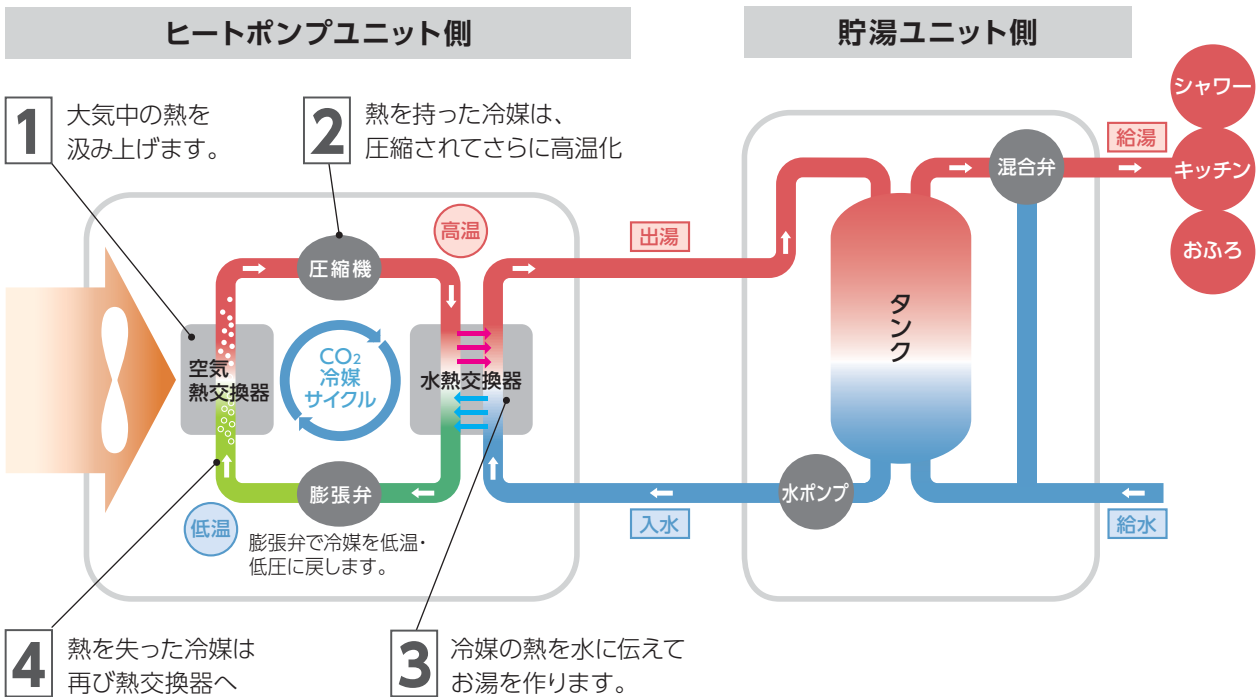 ヒートポンプユニット側
貯湯ユニット側
1
大気中の熱を
汲み上げます。
2
熱を持った冷媒は、
圧縮されてさらに高温化
シャワー
キッチン
おふろ
給湯
混合弁
高温
出湯
圧縮機
タンク
空気
熱交換器
CO₂
冷媒
サイクル
水熱交換器
膨張弁
水ポンプ
低温
膨張弁で冷媒を低温・
低圧に戻します。
入水
給水
4
熱を失った冷媒は
再び熱交換器へ
3
冷媒の熱を水に伝えて
お湯を作ります。